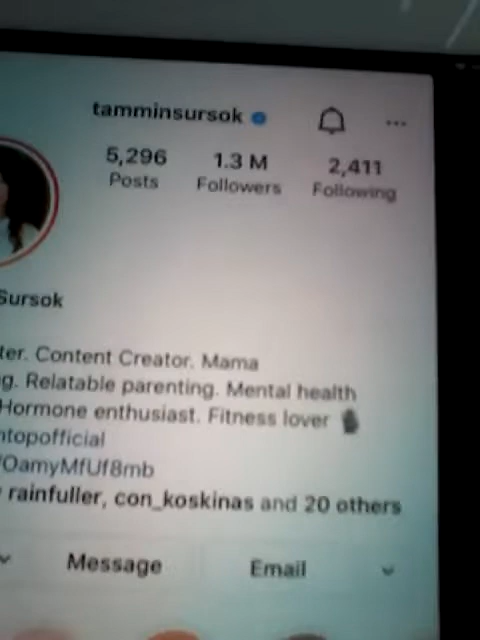 tamminsursok
5,296 1.3 M 2,411
Posts Followers Following
Sursok
ter. Content Creator. Mama
g. Relatable parenting. Mental health
Hormone enthusiast. Fitness lover
ntopofficial
/OamyMfUf8mb
rainfuller, con_koskinas and 20 others
Message Email